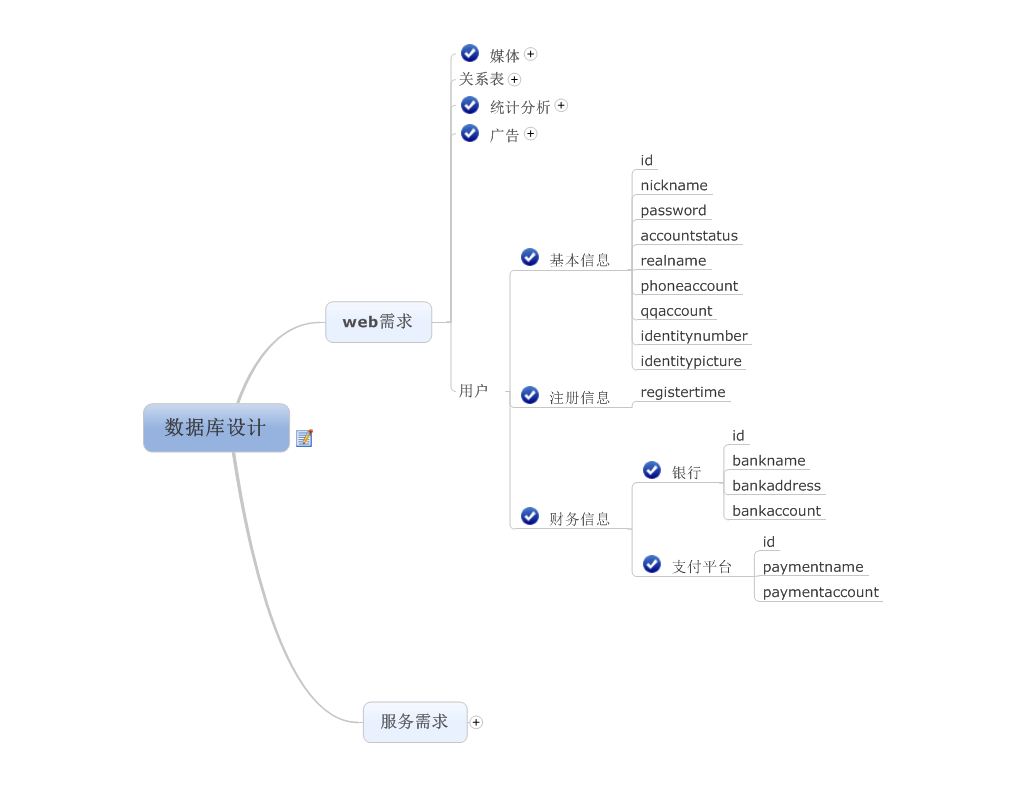 数据库设计
web需求
媒体
关系表
统计分析
广告
用户
基本信息
id
nickname
password
accountstatus
realname
phoneaccount
qqaccount
identitynumber
identitypicture
注册信息
registertime
财务信息
银行
id
bankname
bankaddress
bankaccount
支付平台
id
paymentname
paymentaccount
服务需求